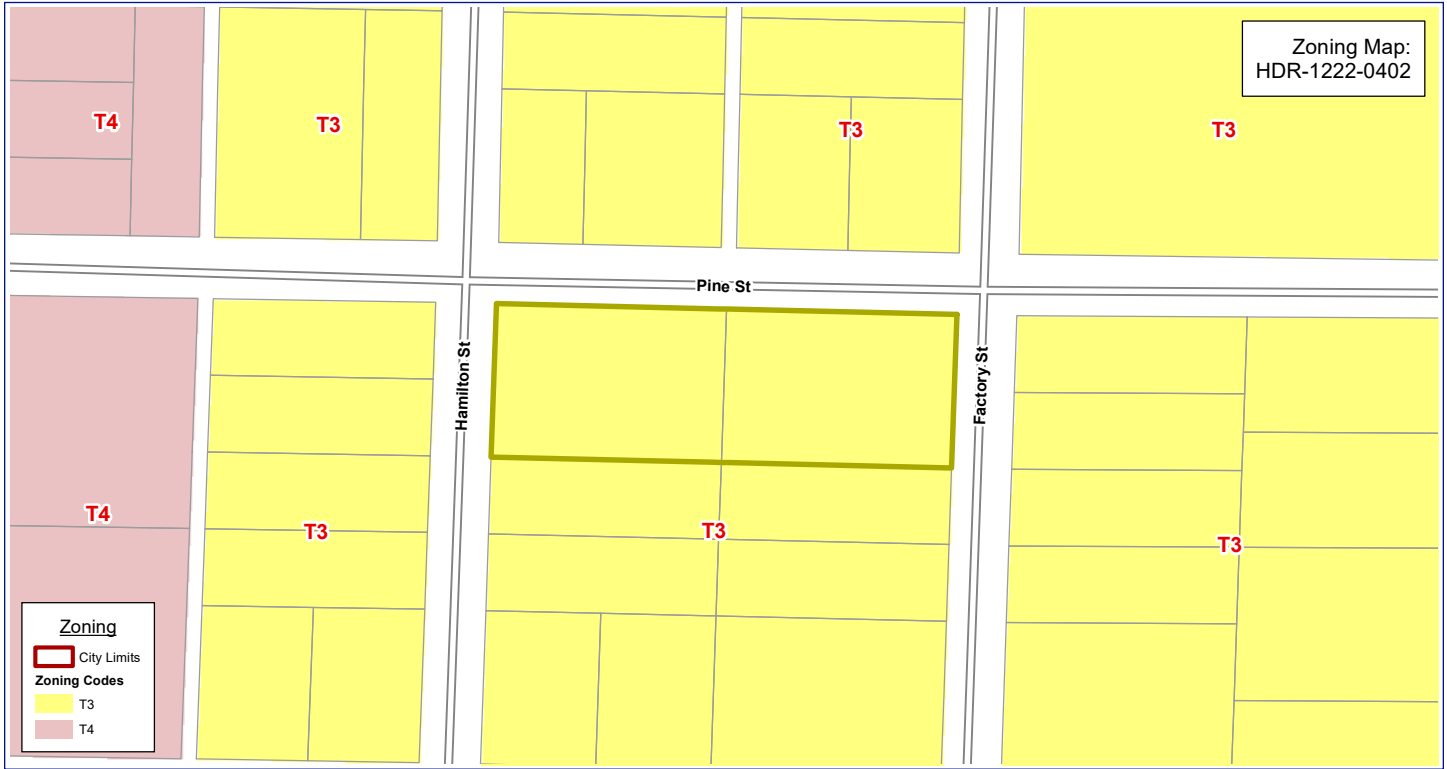 Zoning Map:
HDR-1222-0402
T4
T3
T3
T3
Pine St
Hamilton St
Factory St
T4
T3
T3
T3
Zoning
City Limits
Zoning Codes
T3
T4